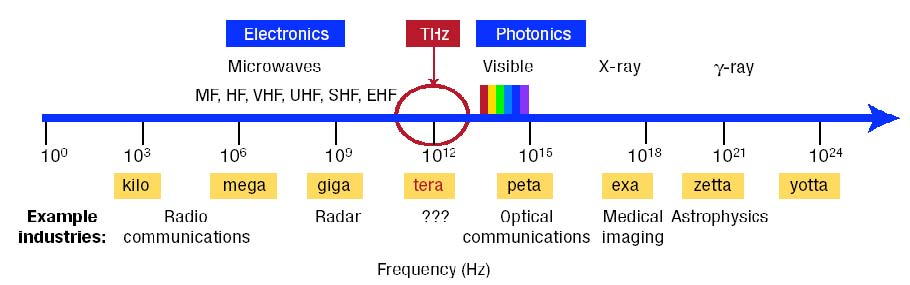 Electronics THz Photonics
Microwaves Visible X-ray γ-ray
MF, HF, VHF, UHF, SHF, EHF
10⁰ 10³ 10⁶ 10⁹ 10¹² 10¹⁵ 10¹⁸ 10²¹ 10²⁴
kilo mega giga tera peta exa zetta yotta
Example Radio Radar ??? Optical Medical Astrophysics
industries: communications communications imaging
Frequency (Hz)